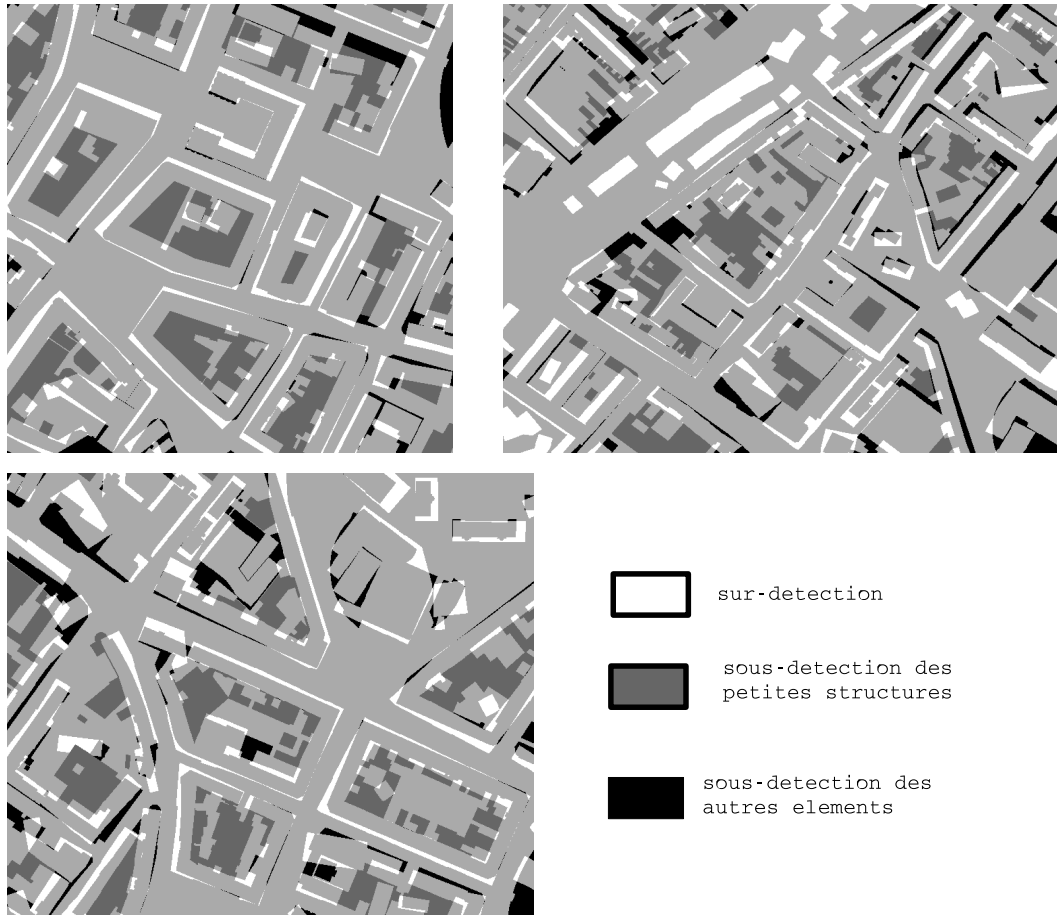 sur-detection
sous-detection des
petites structures
sous-detection des
autres elements